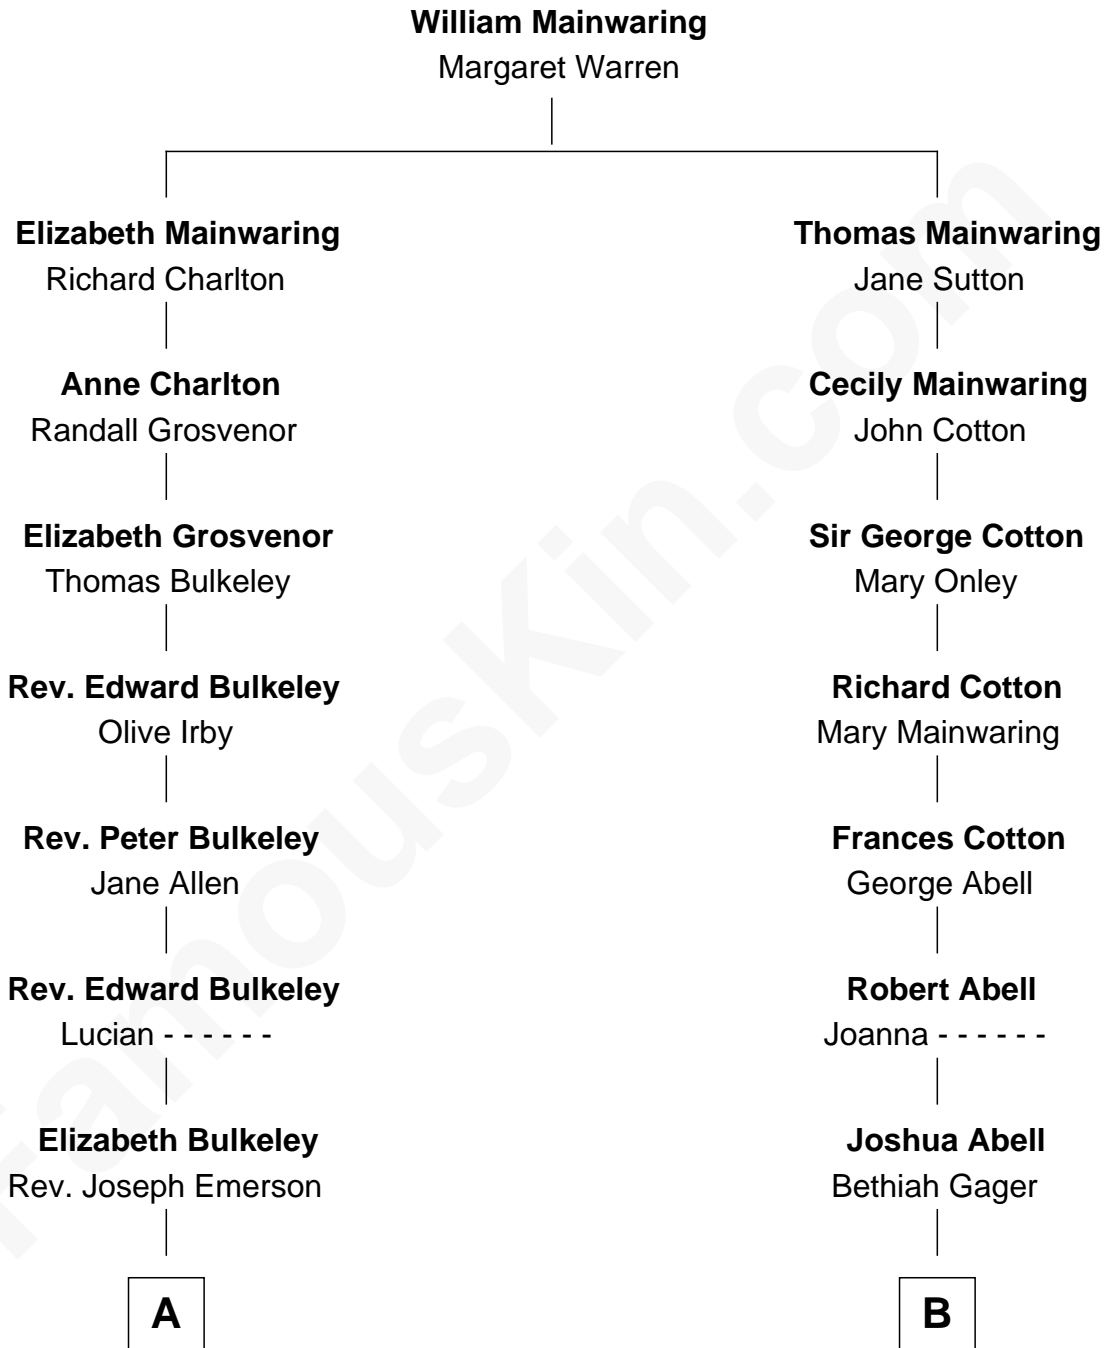 William Mainwaring
Margaret Warren
Elizabeth Mainwaring
Richard Charlton
Thomas Mainwaring
Jane Sutton
Anne Charlton
Randall Grosvenor
Cecily Mainwaring
John Cotton
Elizabeth Grosvenor
Thomas Bulkeley
Sir George Cotton
Mary Onley
Rev. Edward Bulkeley
Olive Irby
Richard Cotton
Mary Mainwaring
Rev. Peter Bulkeley
Jane Allen
Frances Cotton
George Abell
Rev. Edward Bulkeley
Lucian - - - - - -
Robert Abell
Joanna - - - - - -
Elizabeth Bulkeley
Rev. Joseph Emerson
Joshua Abell
Bethiah Gager
A
B
FamousKin.com